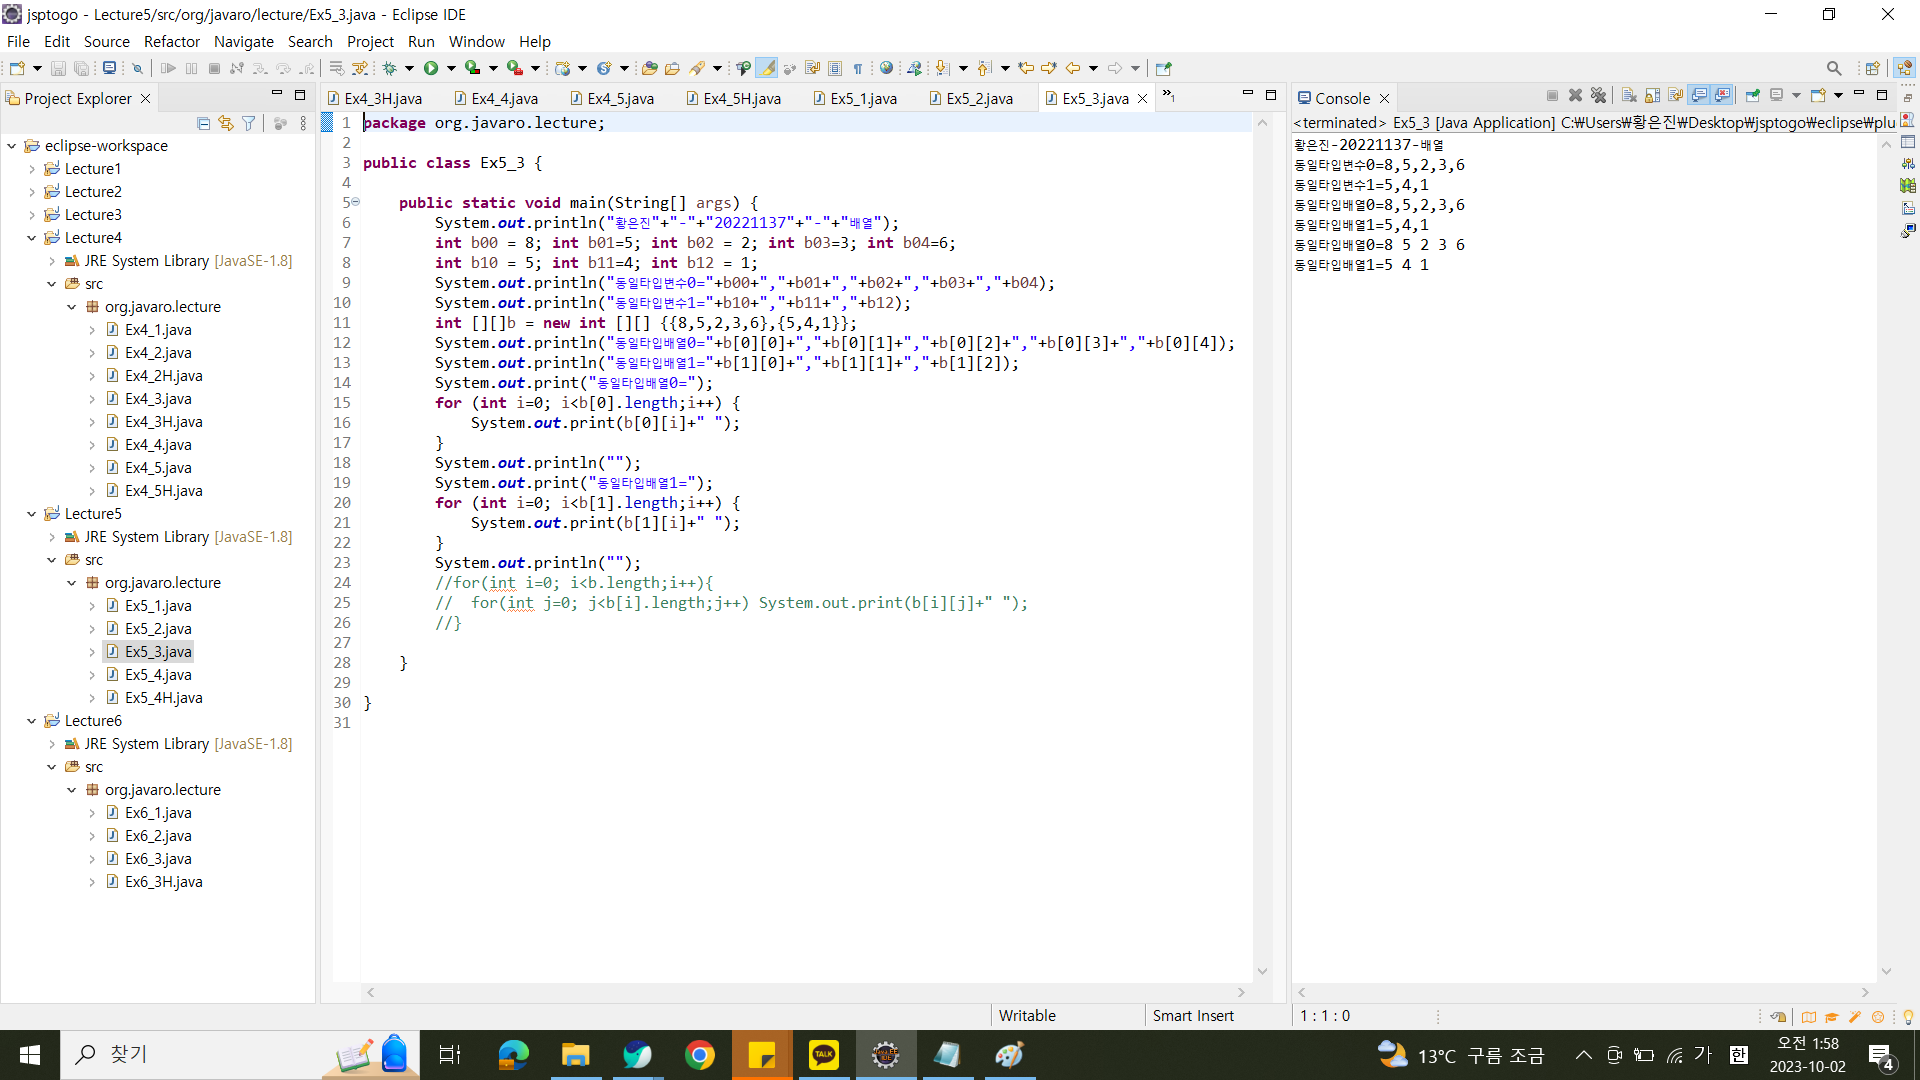 jsptogo - Lecture5/src/org/javaro/lecture/Ex5_3.java - Eclipse IDE
File Edit Source Refactor Navigate Search Project Run Window Help
Project Explorer
eclipse-workspace
Lecture1
Lecture2
Lecture3
Lecture4
JRE System Library [JavaSE-1.8]
src
org.javaro.lecture
Ex4_1.java
Ex4_2.java
Ex4_2H.java
Ex4_3.java
Ex4_3H.java
Ex4_4.java
Ex4_5.java
Ex4_5H.java
Lecture5
JRE System Library [JavaSE-1.8]
src
org.javaro.lecture
Ex5_1.java
Ex5_2.java
Ex5_3.java
Ex5_4.java
Ex5_4H.java
Lecture6
JRE System Library [JavaSE-1.8]
src
org.javaro.lecture
Ex6_1.java
Ex6_2.java
Ex6_3.java
Ex6_3H.java
Ex4_3H.java Ex4_4.java Ex4_5.java Ex4_5H.java Ex5_1.java Ex5_2.java Ex5_3.java »1
1 package org.javaro.lecture;
2
3 public class Ex5_3 {
4
5 public static void main(String[] args) {
6 System.out.println("황은진"+"-"+"20221137"+"-"+"배열");
7 int b00 = 8; int b01=5; int b02 = 2; int b03=3; int b04=6;
8 int b10 = 5; int b11=4; int b12 = 1;
9 System.out.println("동일타입변수0="+b00+","+b01+","+b02+","+b03+","+b04);
10 System.out.println("동일타입변수1="+b10+","+b11+","+b12);
11 int [][]b = new int [][] {{8,5,2,3,6},{5,4,1}};
12 System.out.println("동일타입배열0="+b[0][0]+","+b[0][1]+","+b[0][2]+","+b[0][3]+","+b[0][4]);
13 System.out.println("동일타입배열1="+b[1][0]+","+b[1][1]+","+b[1][2]);
14 System.out.print("동일타입배열0=");
15 for (int i=0; i<b[0].length;i++) {
16 System.out.print(b[0][i]+" ");
17 }
18 System.out.println("");
19 System.out.print("동일타입배열1=");
20 for (int i=0; i<b[1].length;i++) {
21 System.out.print(b[1][i]+" ");
22 }
23 System.out.println("");
24 //for(int i=0; i<b.length;i++){
25 // for(int j=0; j<b[i].length;j++) System.out.print(b[i][j]+" ");
26 //}
27
28 }
29
30 }
31
Console
<terminated> Ex5_3 [Java Application] C:₩Users₩황은진₩Desktop₩jsptogo₩eclipse₩plu
황은진-20221137-배열
동일타입변수0=8,5,2,3,6
동일타입변수1=5,4,1
동일타입배열0=8,5,2,3,6
동일타입배열1=5,4,1
동일타입배열0=8 5 2 3 6
동일타입배열1=5 4 1
Writable Smart Insert 1 : 1 : 0
찾기
TALK
13°C 구름 조금
가 한
오전 1:58
2023-10-02
4